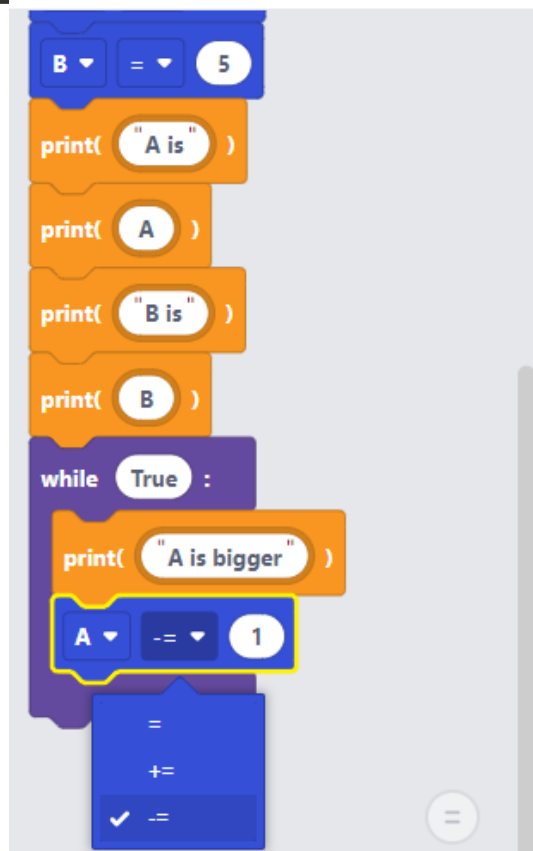 B = 5
print( "A is" )
print( A )
print( "B is" )
print( B )
while True :
print( "A is bigger" )
A -= 1
=
+=
-=
=